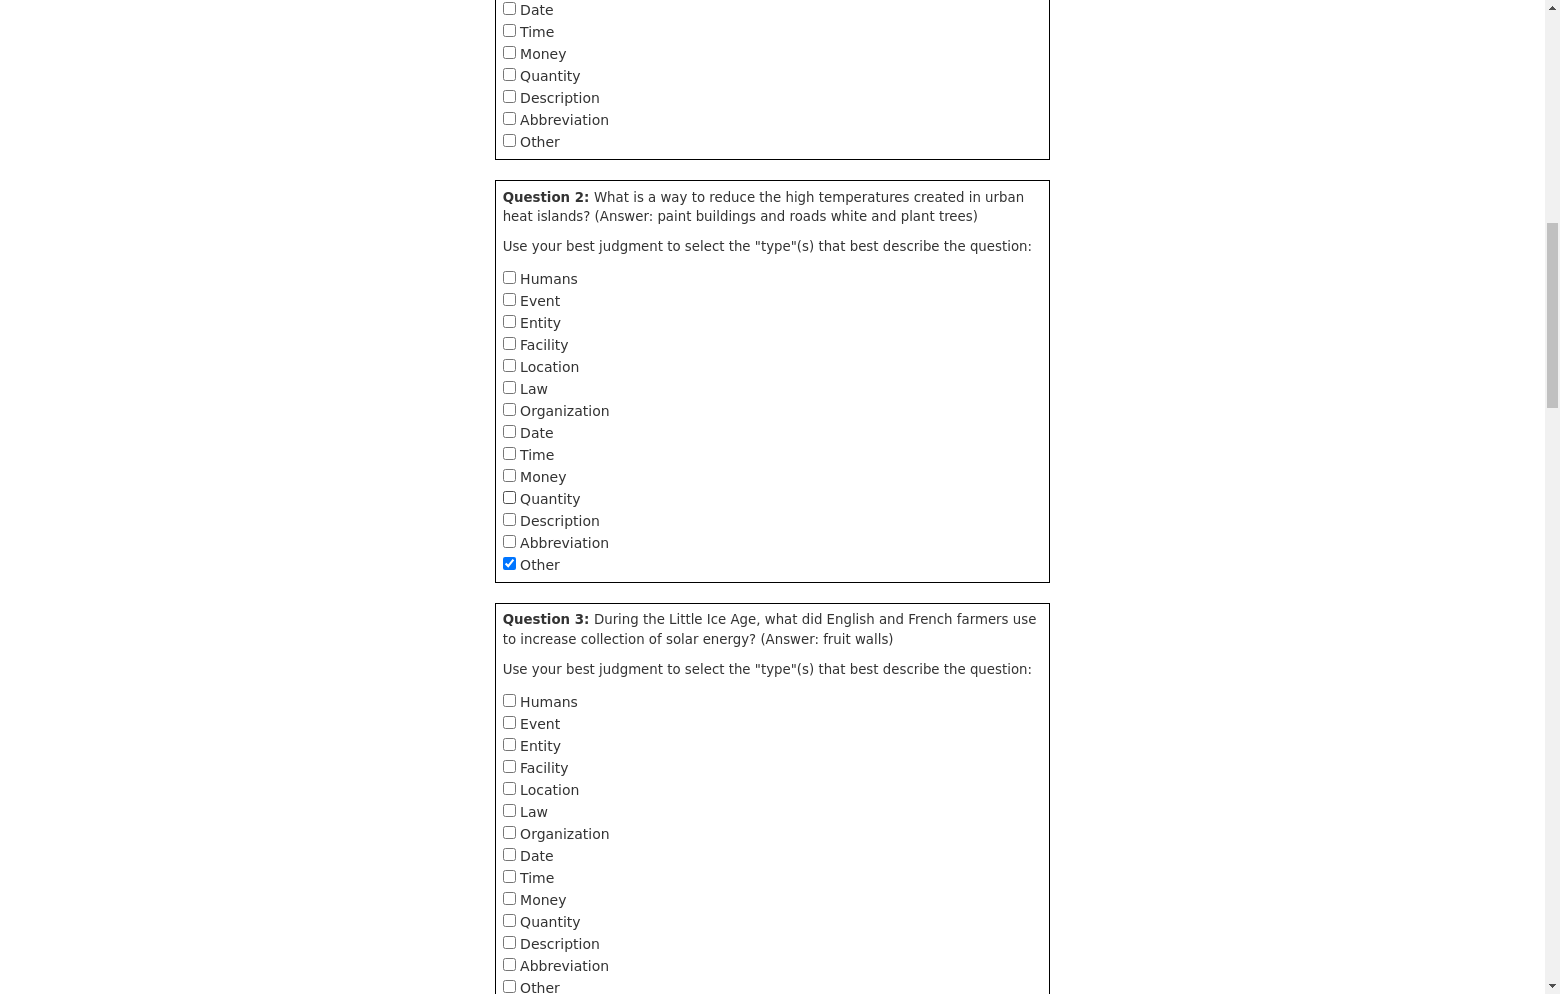 Date
Time
Money
Quantity
Description
Abbreviation
Other
Question 2: What is a way to reduce the high temperatures created in urban
heat islands? (Answer: paint buildings and roads white and plant trees)
Use your best judgment to select the "type"(s) that best describe the question:
Humans
Event
Entity
Facility
Location
Law
Organization
Date
Time
Money
Quantity
Description
Abbreviation
Other
Question 3: During the Little Ice Age, what did English and French farmers use
to increase collection of solar energy? (Answer: fruit walls)
Use your best judgment to select the "type"(s) that best describe the question:
Humans
Event
Entity
Facility
Location
Law
Organization
Date
Time
Money
Quantity
Description
Abbreviation
Other